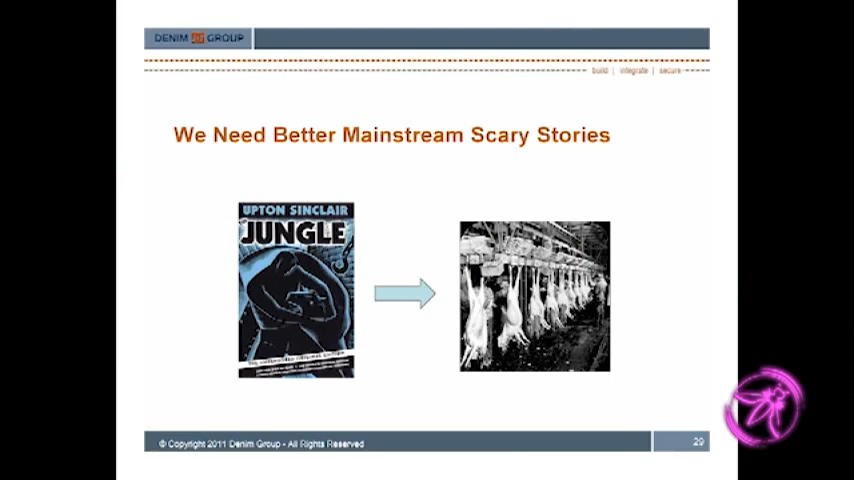 DENIM GROUP
build | integrate | secure
We Need Better Mainstream Scary Stories
UPTON SINCLAIR
JUNGLE
© Copyright 2011 Denim Group - All Rights Reserved
29